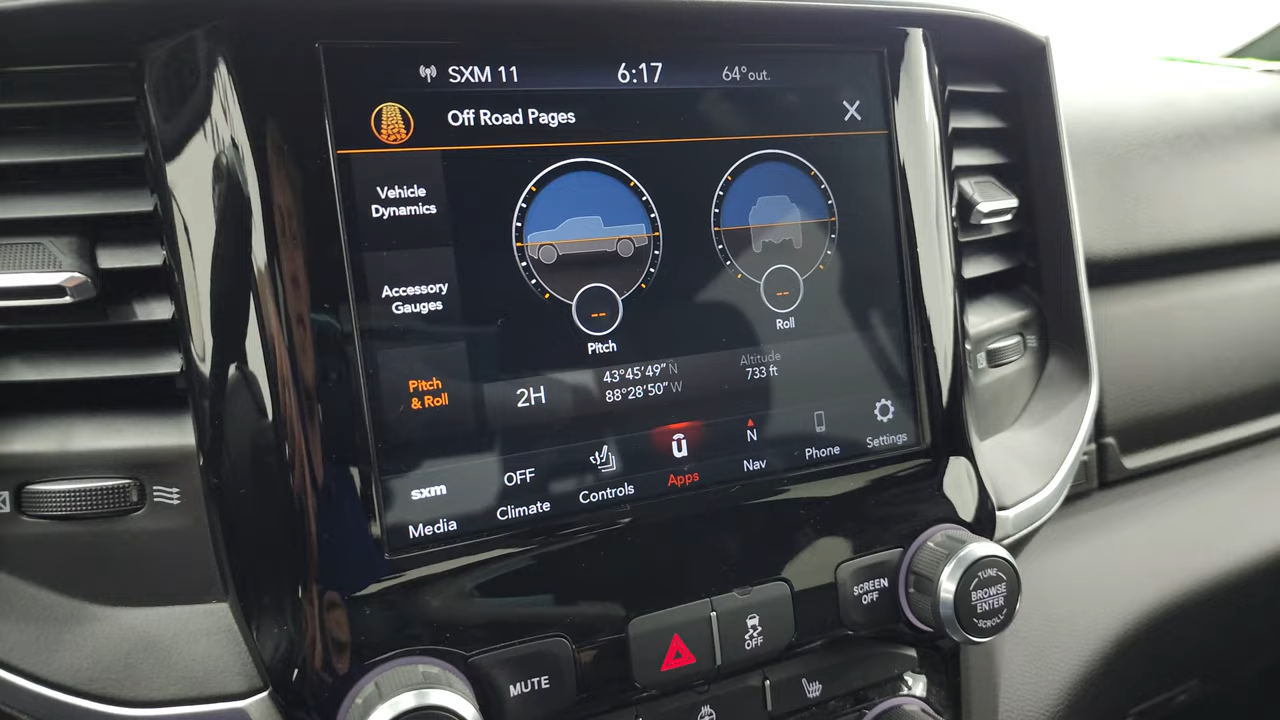 SXM 11
6:17
64° out.
Off Road Pages
Vehicle
Dynamics
Accessory
Gauges
Pitch
& Roll
--
Pitch
--
Roll
2H
43°45'49" N
88°28'50" W
Altitude
733 ft
sxm
Media
OFF
Climate
Controls
Apps
N
Nav
Phone
Settings
MUTE
OFF
SCREEN
OFF
TUNE
BROWSE
ENTER
SCROLL